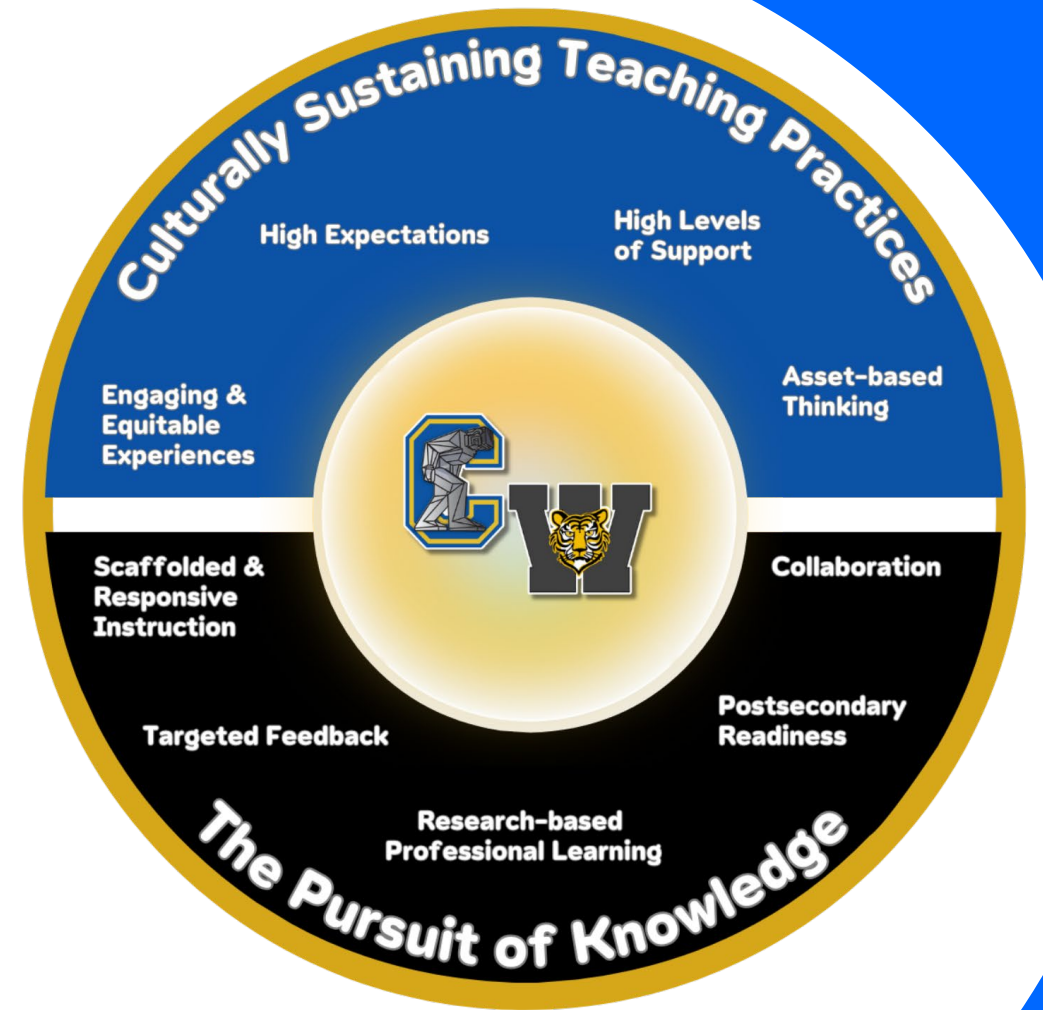 Culturally Sustaining Teaching Practices
High Expectations
High Levels
of Support
Engaging &
Equitable
Experiences
Asset-based
Thinking
C
W
Scaffolded &
Responsive
Instruction
Collaboration
Targeted Feedback
Postsecondary
Readiness
Research-based
Professional Learning
The Pursuit of Knowledge